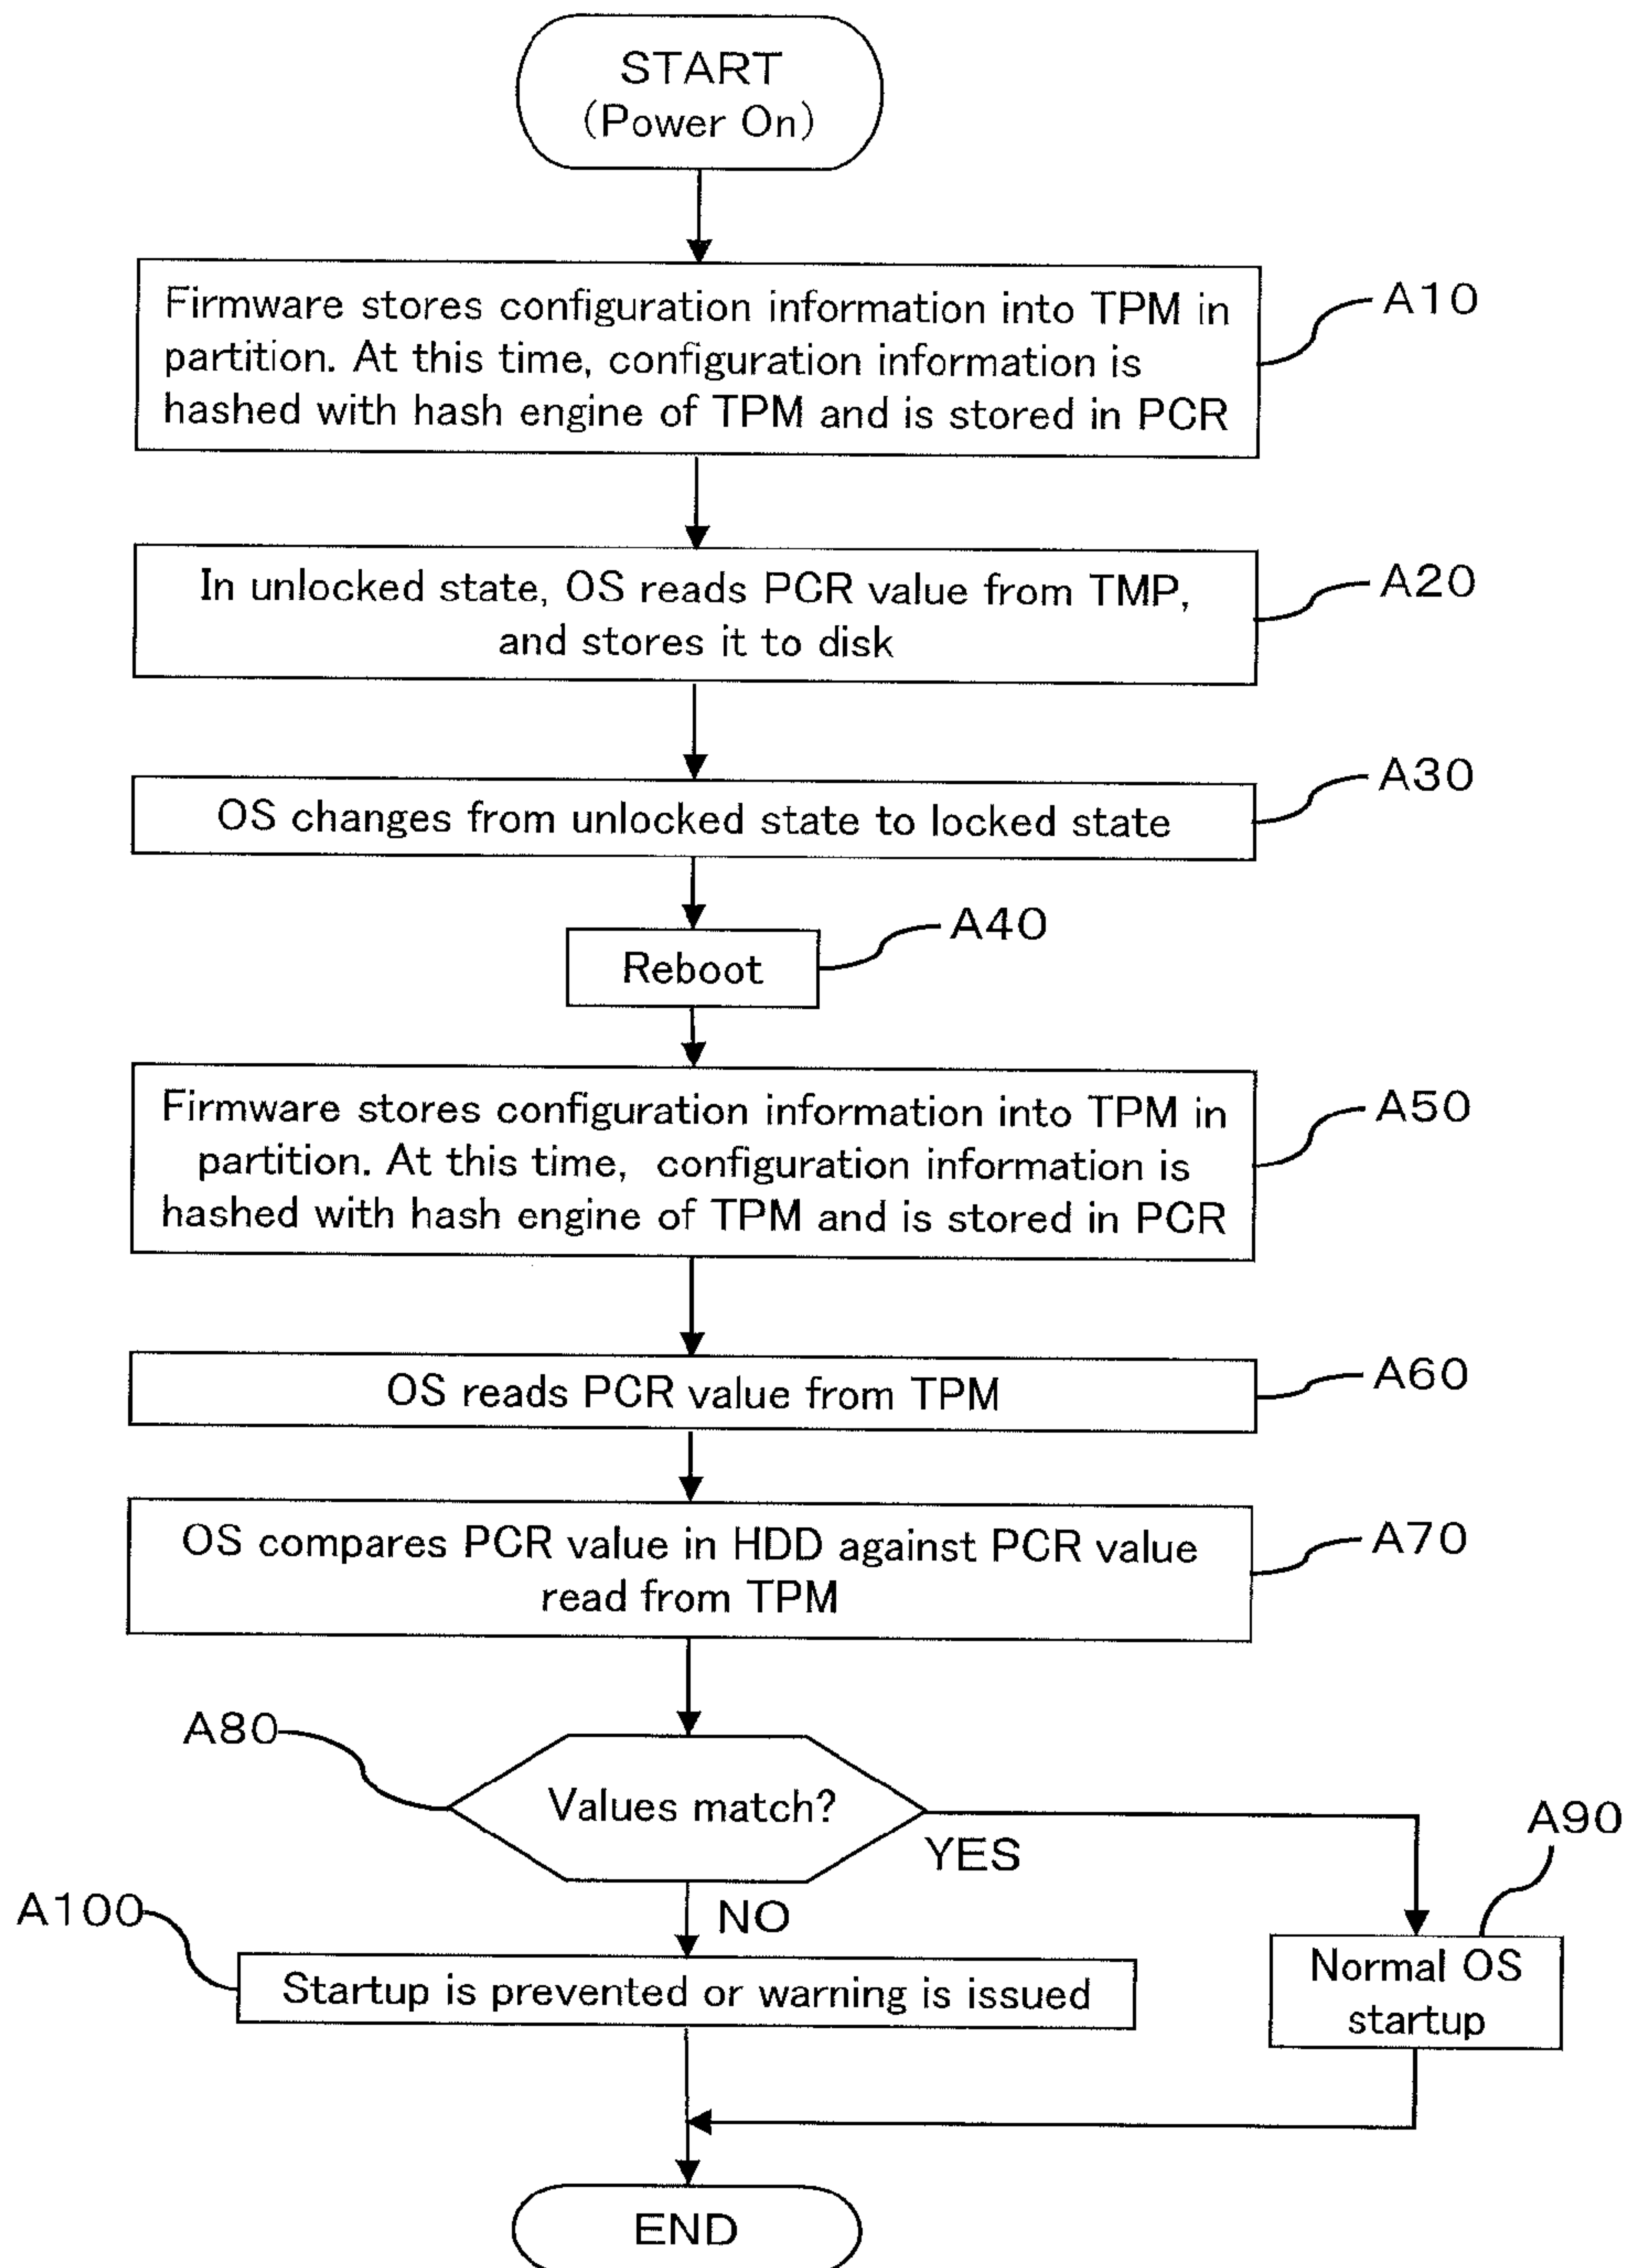 START
(Power On)
Firmware stores configuration information into TPM in
partition. At this time, configuration information is
hashed with hash engine of TPM and is stored in PCR
A10
In unlocked state, OS reads PCR value from TMP,
and stores it to disk
A20
OS changes from unlocked state to locked state
A30
Reboot
A40
Firmware stores configuration information into TPM in
partition. At this time, configuration information is
hashed with hash engine of TPM and is stored in PCR
A50
OS reads PCR value from TPM
A60
OS compares PCR value in HDD against PCR value
read from TPM
A70
A80
Values match?
YES
A90
A100
NO
Startup is prevented or warning is issued
Normal OS
startup
END